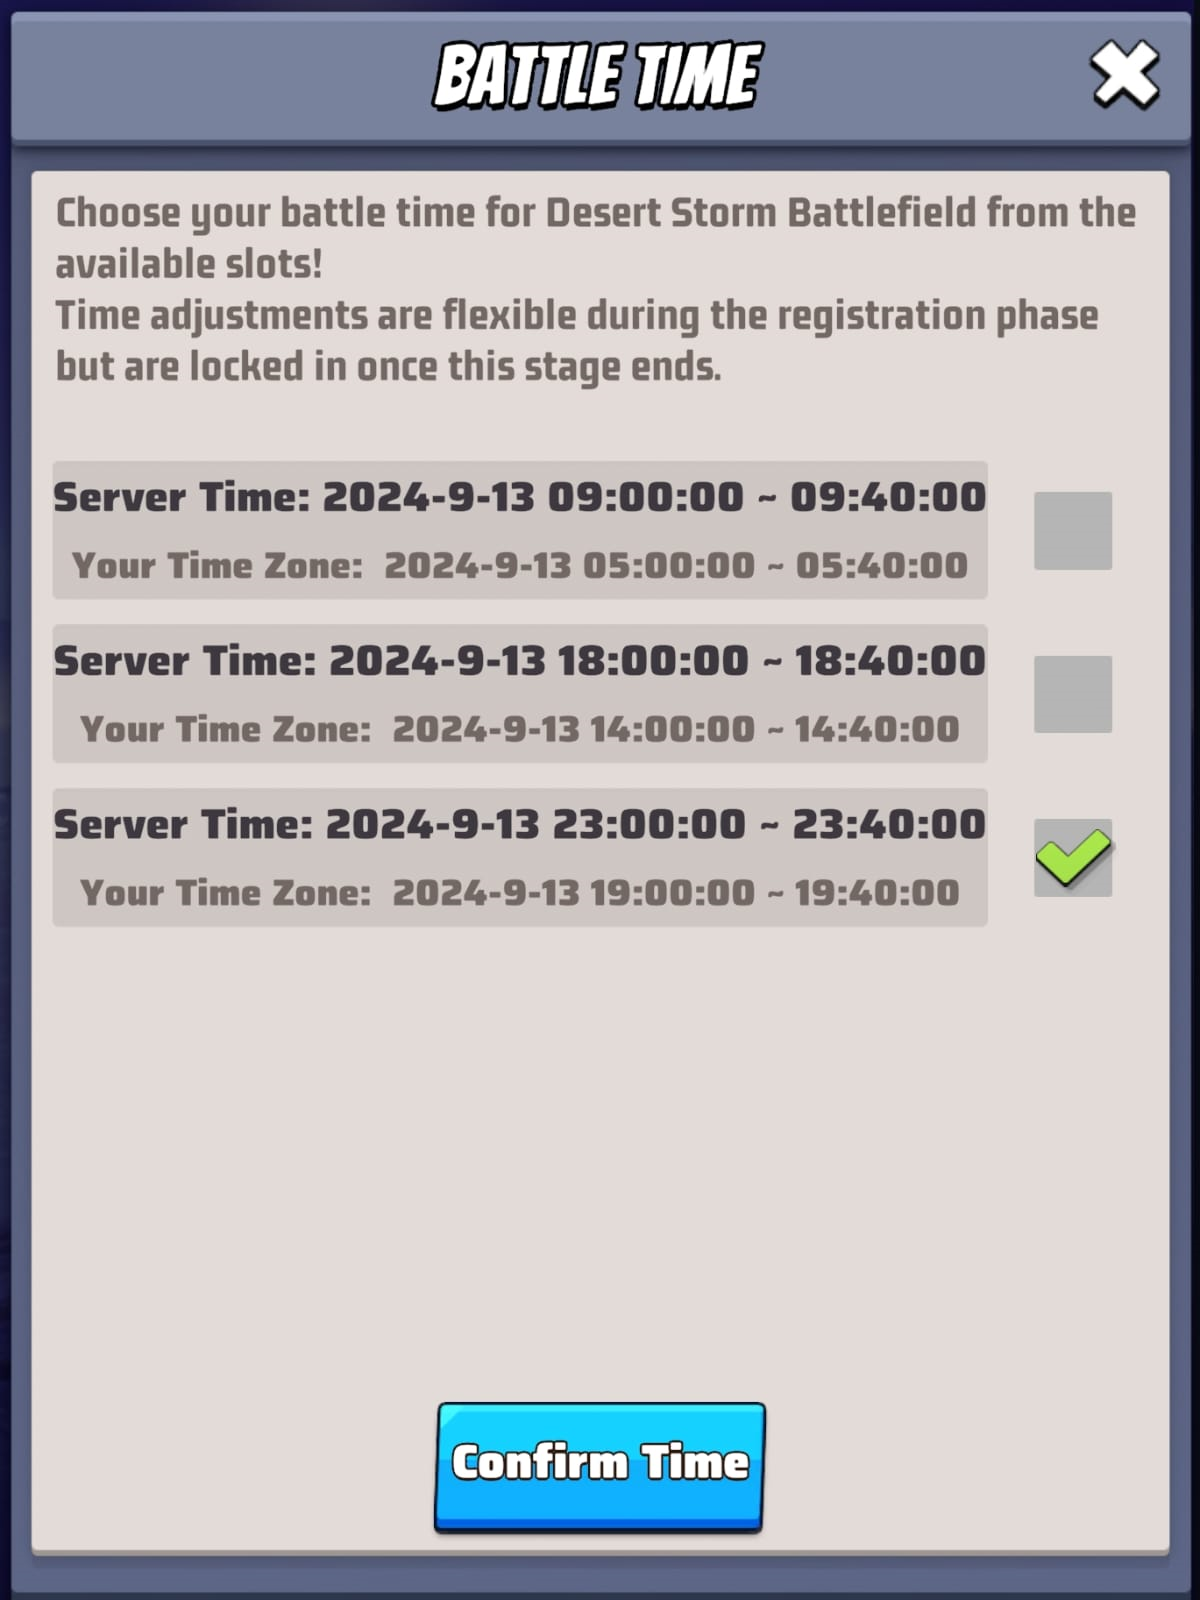 BATTLE TIME
Choose your battle time for Desert Storm Battlefield from the
available slots!
Time adjustments are flexible during the registration phase
but are locked in once this stage ends.
Server Time: 2024-9-13 09:00:00 ~ 09:40:00
Your Time Zone: 2024-9-13 05:00:00 ~ 05:40:00
Server Time: 2024-9-13 18:00:00 ~ 18:40:00
Your Time Zone: 2024-9-13 14:00:00 ~ 14:40:00
Server Time: 2024-9-13 23:00:00 ~ 23:40:00
Your Time Zone: 2024-9-13 19:00:00 ~ 19:40:00
Confirm Time